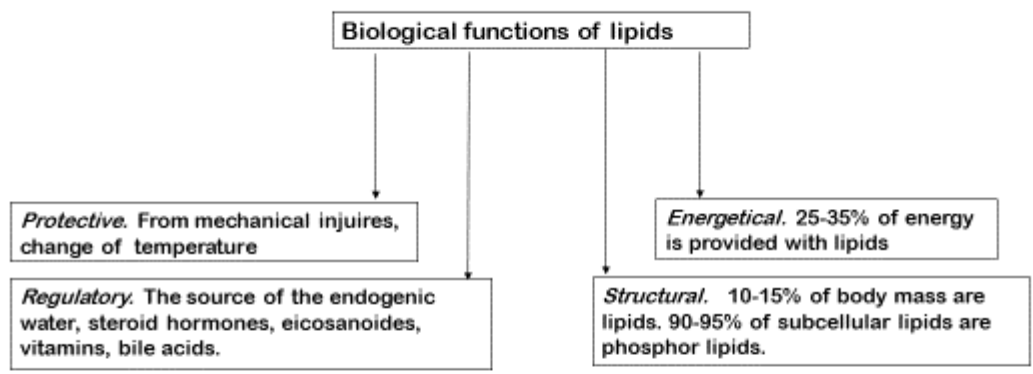 Biological functions of lipids
Protective. From mechanical injuires,
change of temperature
Energetical. 25-35% of energy
is provided with lipids
Regulatory. The source of the endogenic
water, steroid hormones, eicosanoides,
vitamins, bile acids.
Structural. 10-15% of body mass are
lipids. 90-95% of subcellular lipids are
phosphor lipids.